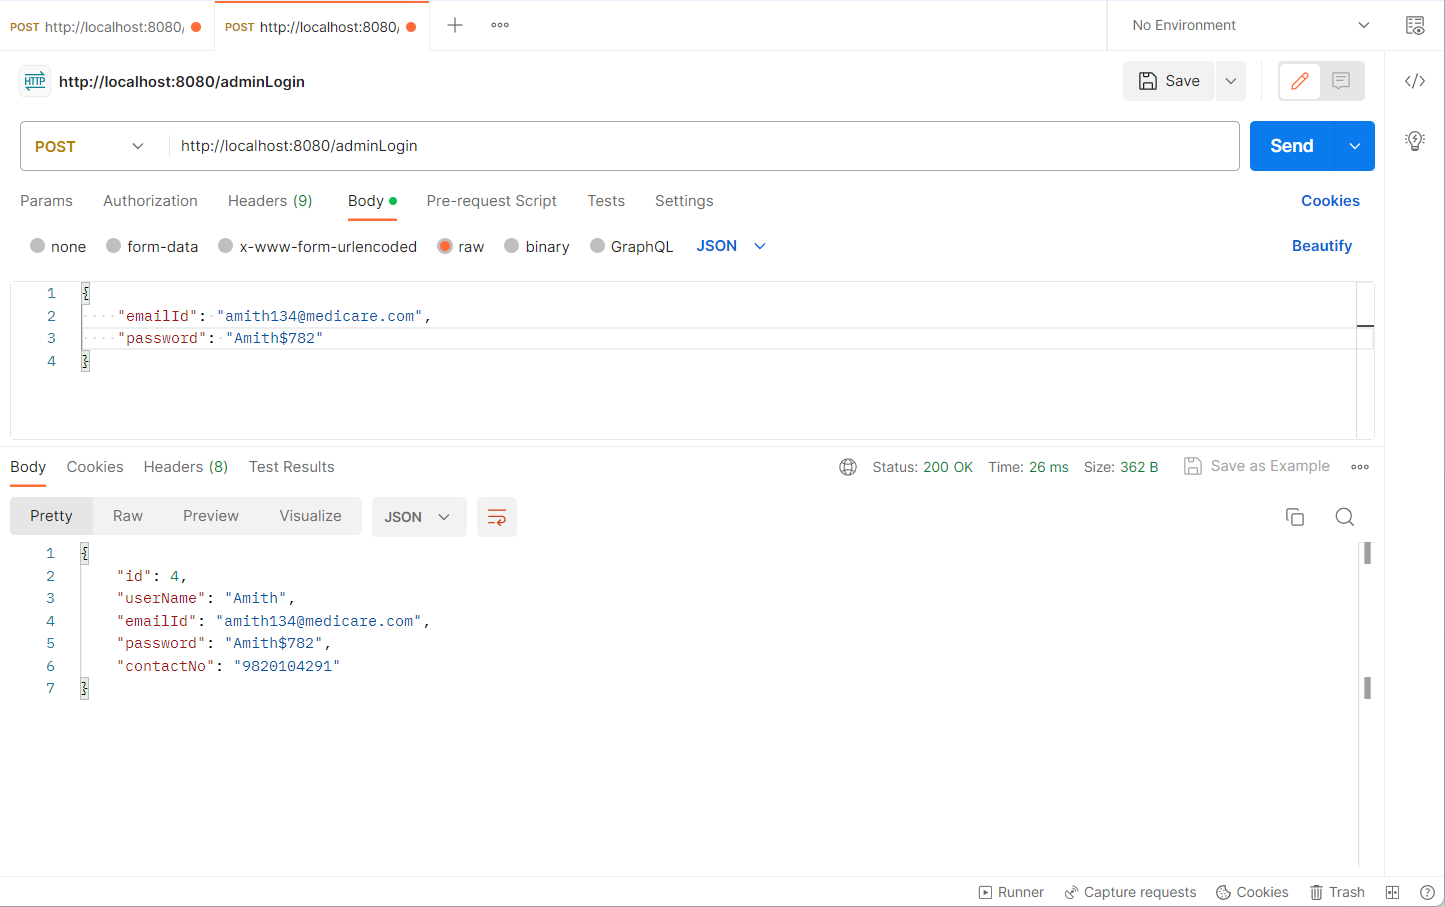 POST http://localhost:8080/ POST http://localhost:8080/ No Environment
HTTP http://localhost:8080/adminLogin Save
POST http://localhost:8080/adminLogin Send
Params Authorization Headers (9) Body Pre-request Script Tests Settings Cookies
none form-data x-www-form-urlencoded raw binary GraphQL JSON Beautify
1 {
2 "emailId": "amith134@medicare.com",
3 "password": "Amith$782"
4 }
Body Cookies Headers (8) Test Results Status: 200 OK Time: 26 ms Size: 362 B Save as Example
Pretty Raw Preview Visualize JSON
1 {
2 "id": 4,
3 "userName": "Amith",
4 "emailId": "amith134@medicare.com",
5 "password": "Amith$782",
6 "contactNo": "9820104291"
7 }
Runner Capture requests Cookies Trash